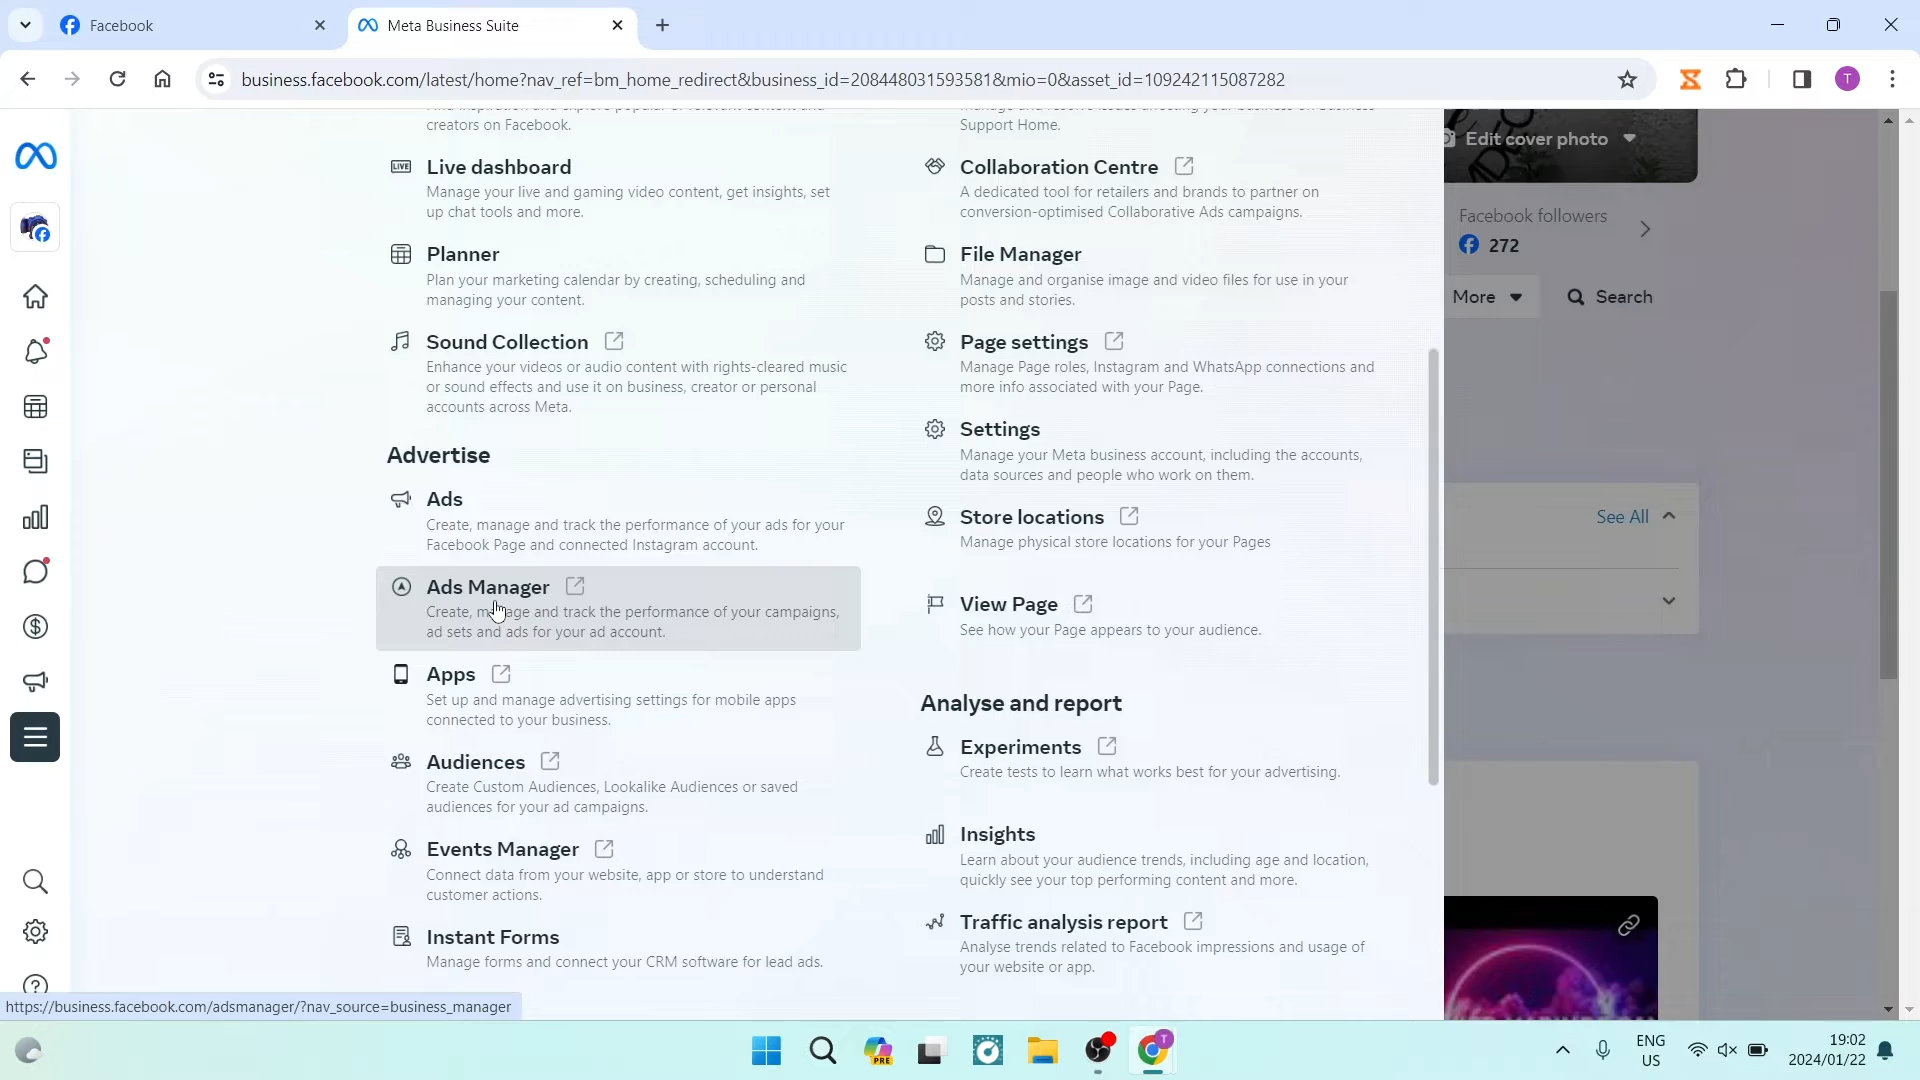 Facebook
Meta Business Suite
business.facebook.com/latest/home?nav_ref=bm_home_redirect&business_id=208448031593581&mio=0&asset_id=109242115087282
T
creators on Facebook.
LIVE
Live dashboard
Manage your live and gaming video content, get insights, set
up chat tools and more.
Planner
Plan your marketing calendar by creating, scheduling and
managing your content.
Sound Collection
Enhance your videos or audio content with rights-cleared music
or sound effects and use it on business, creator or personal
accounts across Meta.
Advertise
Ads
Create, manage and track the performance of your ads for your
Facebook Page and connected Instagram account.
Ads Manager
Create, manage and track the performance of your campaigns,
ad sets and ads for your ad account.
Apps
Set up and manage advertising settings for mobile apps
connected to your business.
Audiences
Create Custom Audiences, Lookalike Audiences or saved
audiences for your ad campaigns.
Events Manager
Connect data from your website, app or store to understand
customer actions.
Instant Forms
Manage forms and connect your CRM software for lead ads.
Support Home.
Collaboration Centre
A dedicated tool for retailers and brands to partner on
conversion-optimised Collaborative Ads campaigns.
File Manager
Manage and organise image and video files for use in your
posts and stories.
Page settings
Manage Page roles, Instagram and WhatsApp connections and
more info associated with your Page.
Settings
Manage your Meta business account, including the accounts,
data sources and people who work on them.
Store locations
Manage physical store locations for your Pages
View Page
See how your Page appears to your audience.
Analyse and report
Experiments
Create tests to learn what works best for your advertising.
Insights
Learn about your audience trends, including age and location,
quickly see your top performing content and more.
Traffic analysis report
Analyse trends related to Facebook impressions and usage of
your website or app.
Edit cover photo
Facebook followers
272
More
Search
See All
https://business.facebook.com/adsmanager/?nav_source=business_manager
PRE
T
ENG
US
19:02
2024/01/22